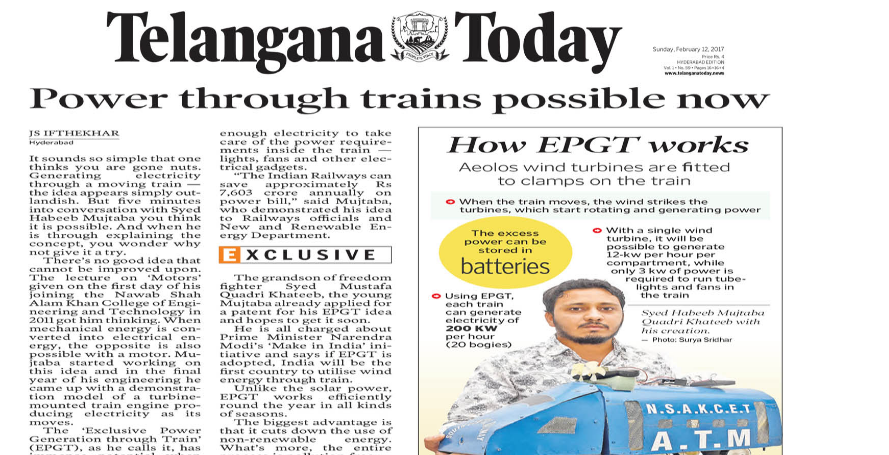 Telangana Today
Sunday, February 12, 2017
Price Rs. 4
HYDERABAD EDITION
www.telanganatoday.news
Power through trains possible now
JS IFTHEKHAR
Hyderabad
It sounds so simple that one
thinks you are gone nuts.
Generating electricity
through a moving train —
the idea appears simply out-
landish. But five minutes
into conversation with Syed
Habeeb Mujtaba you think
it is possible. And when he
is through explaining the
concept, you wonder why
not give it a try.
There's no good idea that
cannot be improved upon.
The lecture on 'Motors'
given on the first day of his
joining the Nawab Shah
Alam Khan College of Engi-
neering and Technology in
2011 got him thinking. When
mechanical energy is con-
verted into electrical en-
ergy, the opposite is also
possible with a motor. Mu-
jtaba started working on
this idea and in the final
year of his engineering he
came up with a demonstra-
tion model of a turbine-
mounted train engine pro-
ducing electricity as its
moves.
The 'Exclusive Power
Generation through Train'
(EPGT), as he calls it, has
enough electricity to take
care of the power require-
ments inside the train —
lights, fans and other elec-
trical gadgets.
"The Indian Railways can
save approximately Rs
7,603 crore annually on
power bill," said Mujtaba,
who demonstrated his idea
to Railways officials and
New and Renewable En-
ergy Department.
EXCLUSIVE
The grandson of freedom
fighter Syed Mustafa
Quadri Khateeb, the young
Mujtaba already applied for
a patent for his EPGT idea
and hopes to get it soon.
He is all charged about
Prime Minister Narendra
Modi's 'Make in India' ini-
tiative and says if EPGT is
adopted, India will be the
first country to utilise wind
energy through train.
Unlike the solar power,
EPGT works efficiently
round the year in all kinds
of seasons.
The biggest advantage is
that it cuts down the use of
non-renewable energy.
What's more, the entire
How EPGT works
Aeolos wind turbines are fitted
to clamps on the train
When the train moves, the wind strikes the
turbines, which start rotating and generating power
The excess
power can be
stored in
batteries
With a single wind
turbine, it will be
possible to generate
12-kw per hour per
compartment, while
only 3 kw of power is
required to run tube-
lights and fans in
the train
Using EPGT,
each train
can generate
electricity of
200 KW
per hour
(20 bogies)
Syed Habeeb Mujtaba
Quadri Khateeb with
his creation.
— Photo: Surya Sridhar
N.S.A.K.C.E.T
A.T.M